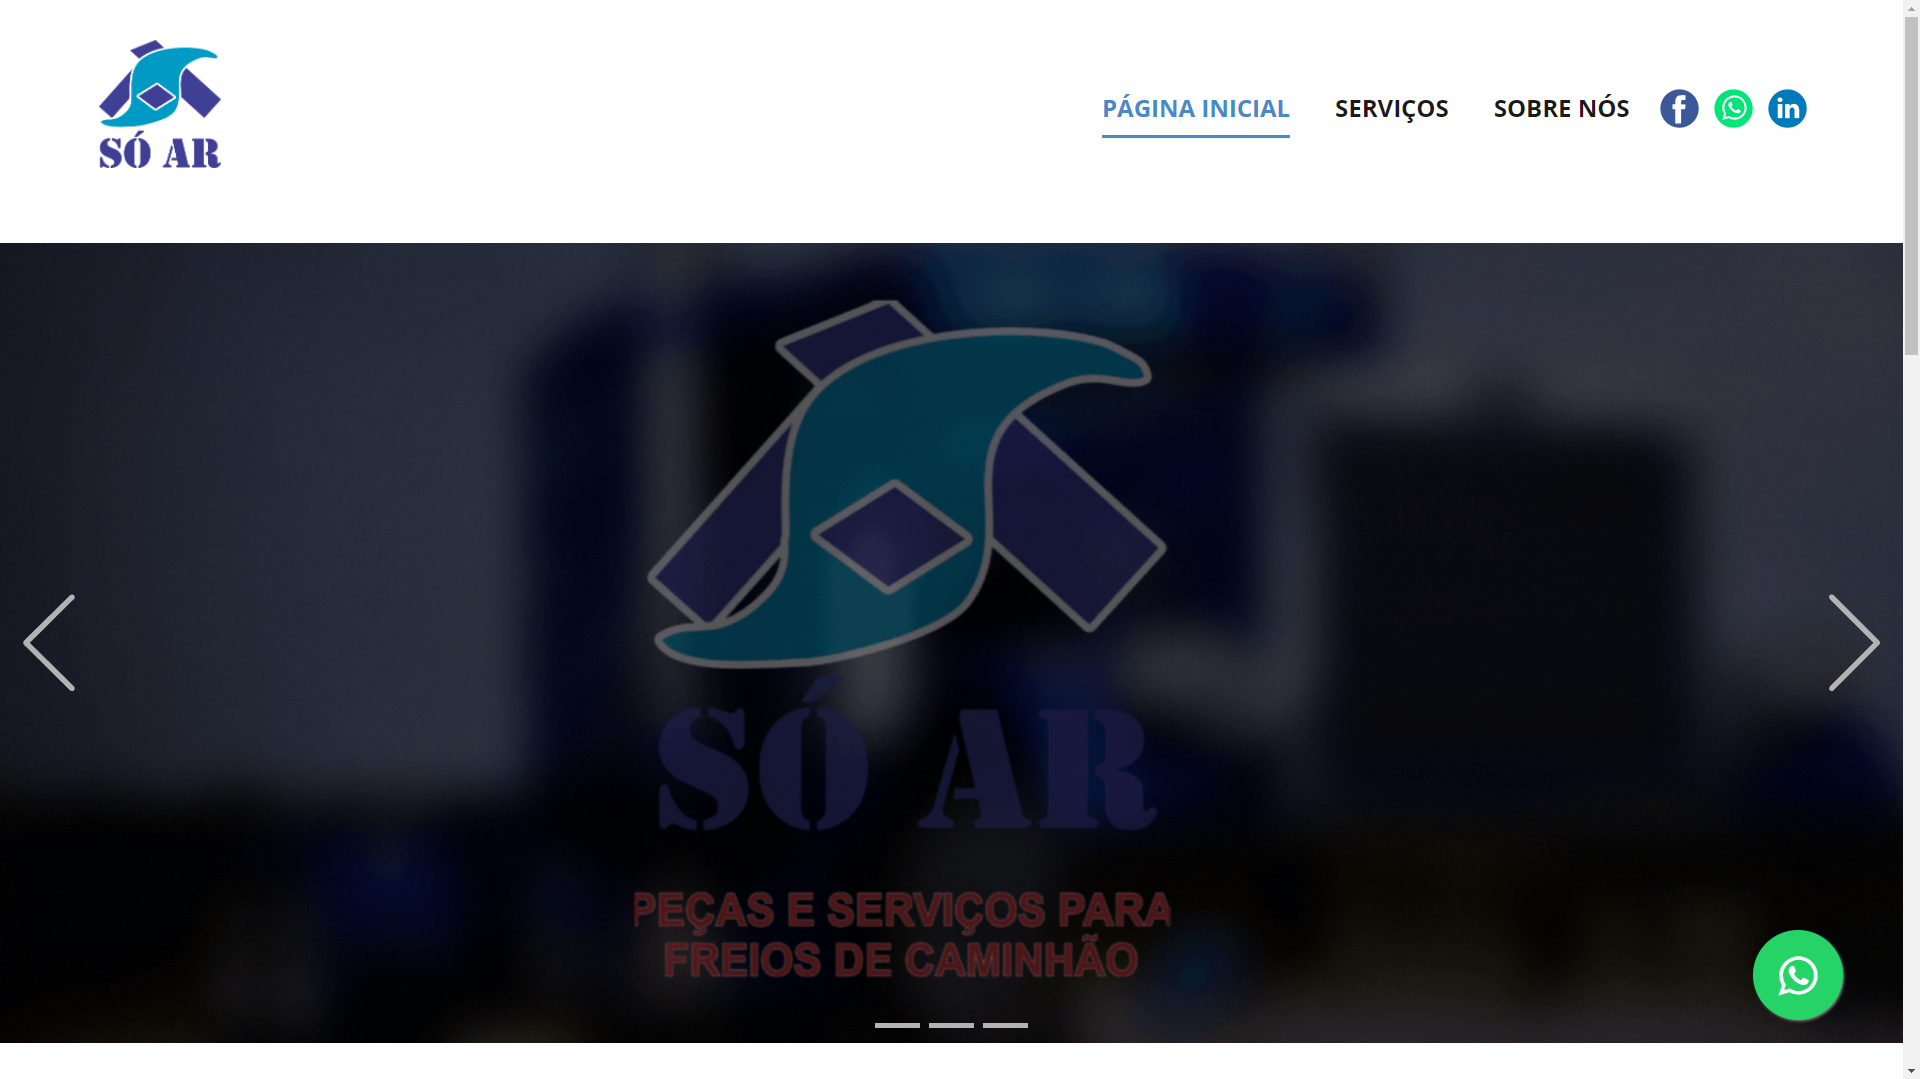 SÓ AR
PÁGINA INICIAL
SERVIÇOS
SOBRE NÓS
SÓ AR
PEÇAS E SERVIÇOS PARA
FREIOS DE CAMINHÃO